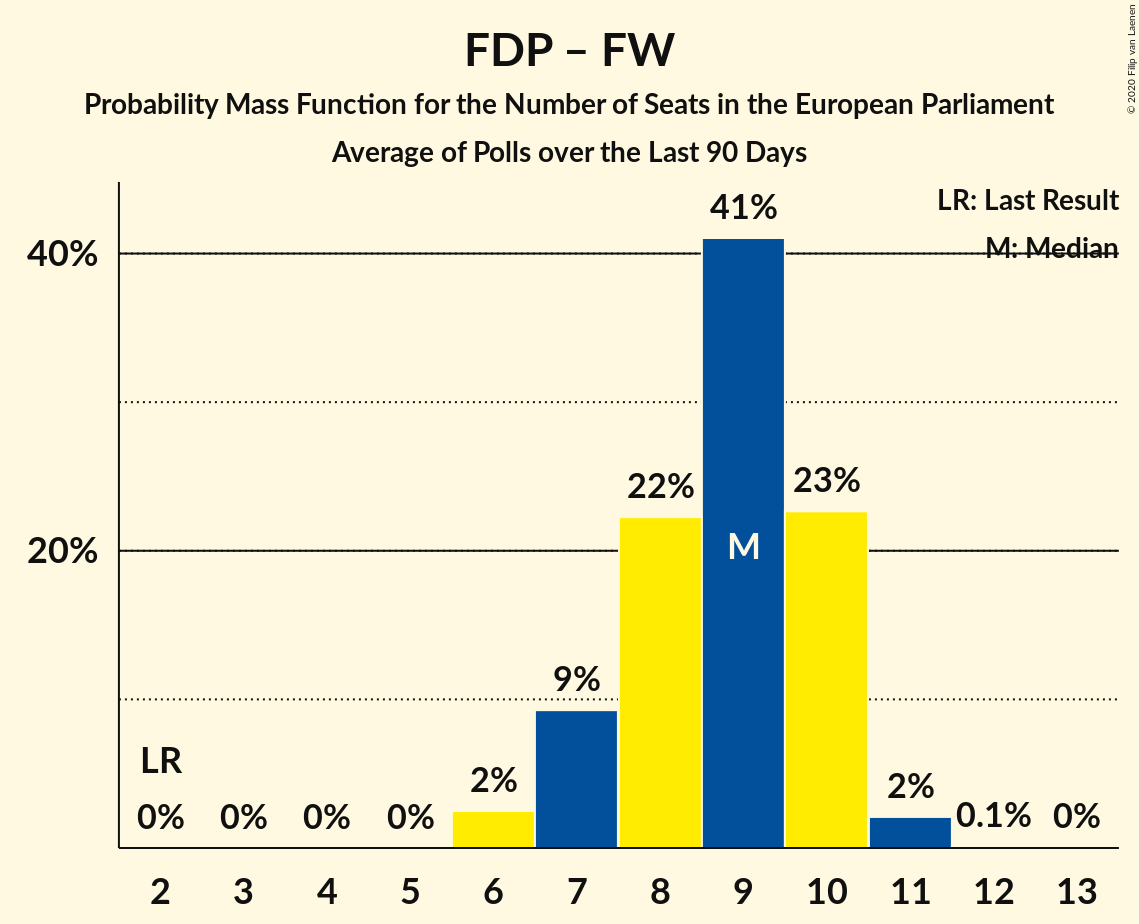 FDP – FW
Probability Mass Function for the Number of Seats in the European Parliament
Average of Polls over the Last 90 Days
© 2020 Filip van Laenen
LR: Last Result
M: Median
40%
20%
LR
0%
0%
0%
0%
2%
9%
22%
41%
M
23%
2%
0.1%
0%
2 3 4 5 6 7 8 9 10 11 12 13